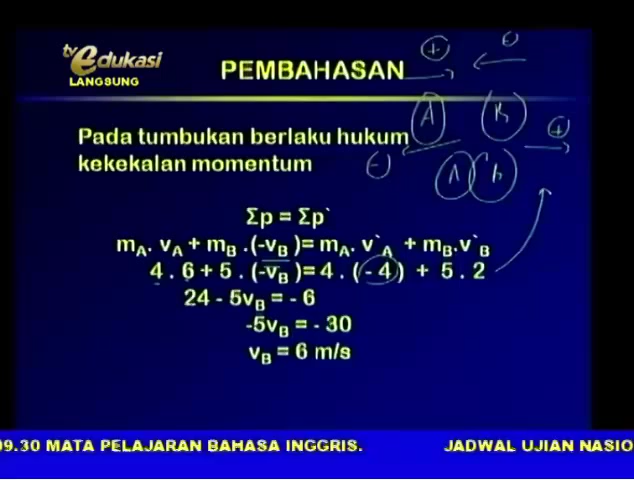 tv edukasi
LANGSUNG
PEMBAHASAN
+ -
A B
Pada tumbukan berlaku hukum
+
kekekalan momentum
-
A B
Σp = Σp`
mA. vA + mB .(-vB )= mA. v`A + mB.v`B
4 . 6 + 5 . (-vB )= 4 . ( - 4 ) + 5 . 2
24 - 5vB = - 6
-5vB = - 30
vB = 6 m/s
09.30 MATA PELAJARAN BAHASA INGGRIS. JADWAL UJIAN NASIO